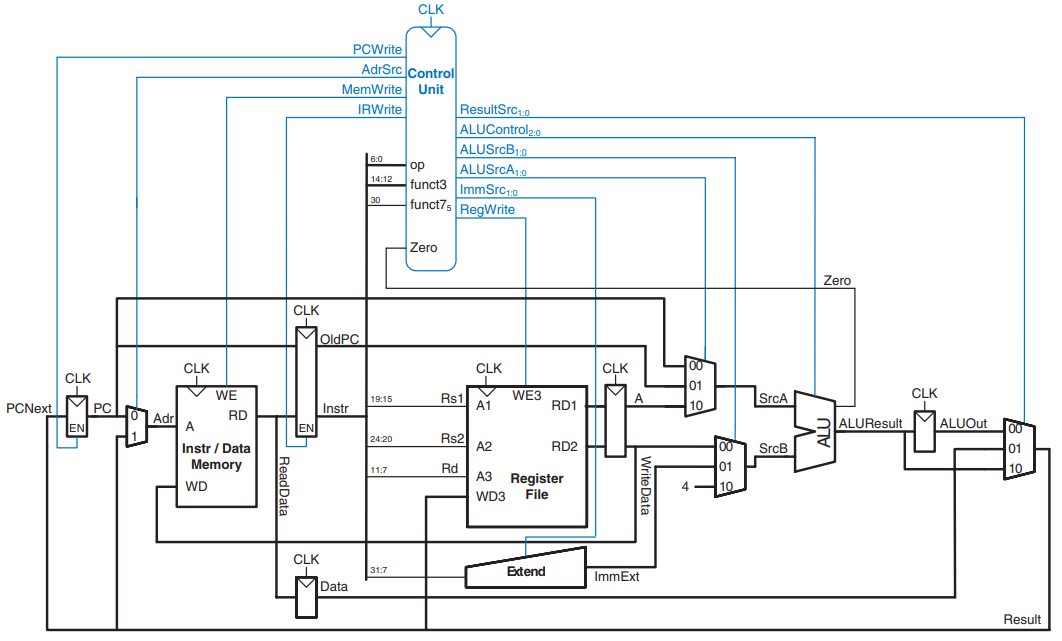 CLK
PCWrite
AdrSrc
MemWrite
IRWrite
Control
Unit
ResultSrc1:0
ALUControl2:0
ALUSrcB1:0
ALUSrcA1:0
ImmSrc1:0
RegWrite
6:0
op
14:12
funct3
30
funct75
Zero
Zero
CLK
OldPC
CLK
PCNext
EN
PC
0
1
Adr
CLK
WE
A
RD
Instr / Data
Memory
WD
ReadData
EN
Instr
19:15
Rs1
24:20
Rs2
11:7
Rd
31:7
CLK
WE3
A1
RD1
A2
RD2
A3
WD3
Register
File
CLK
A
WriteData
00
01
10
SrcA
00
01
10
4
SrcB
ALU
ALUResult
CLK
ALUOut
00
01
10
Extend
ImmExt
CLK
Data
Result